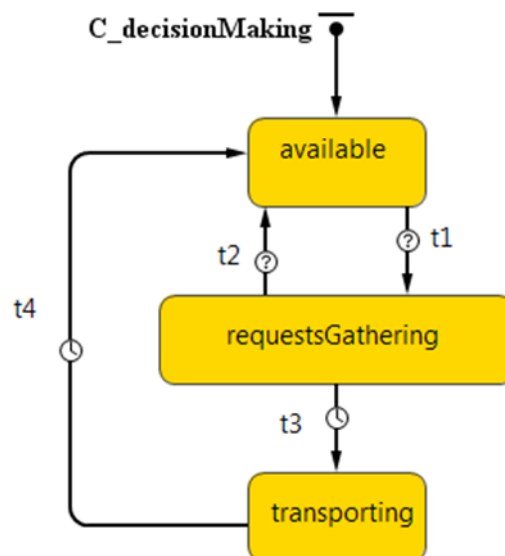 C_decisionMaking
available
t2
?
?
t1
t4
requestsGathering
t3
transporting